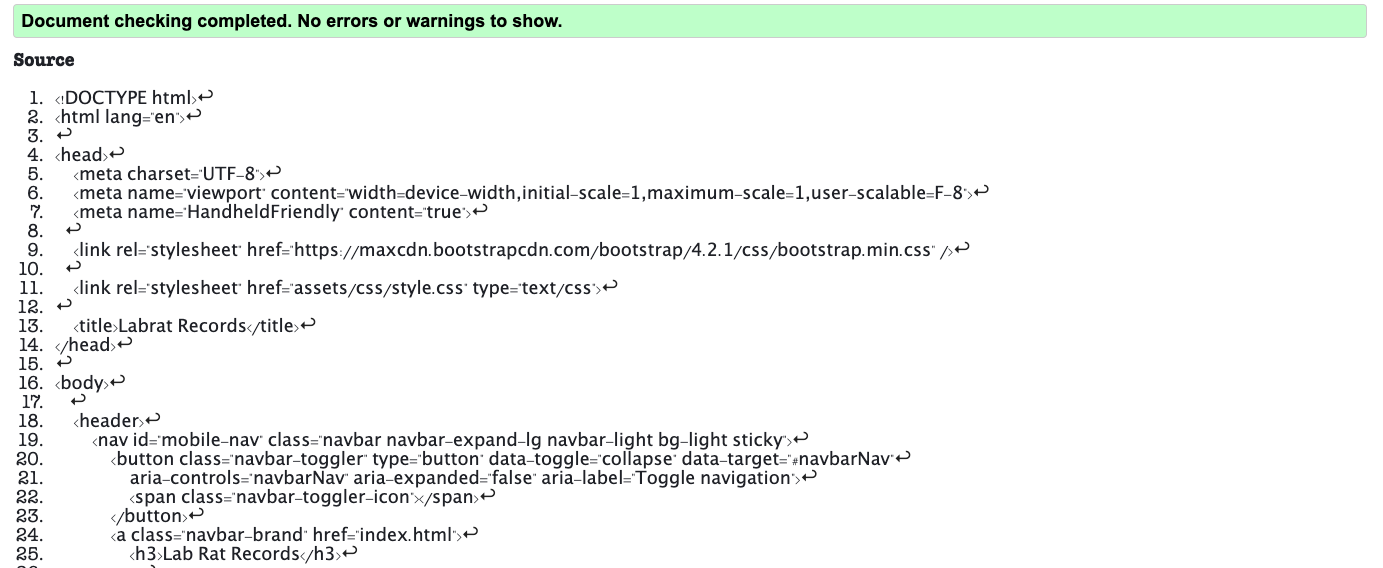 Document checking completed. No errors or warnings to show.
Source
1. <!DOCTYPE html>↩
2. <html lang="en">↩
3. ↩
4. <head>↩
5. <meta charset="UTF-8">↩
6. <meta name="viewport" content="width=device-width,initial-scale=1,maximum-scale=1,user-scalable=F-8">↩
7. <meta name="HandheldFriendly" content="true">↩
8. ↩
9. <link rel="stylesheet" href="https://maxcdn.bootstrapcdn.com/bootstrap/4.2.1/css/bootstrap.min.css" />↩
10. ↩
11. <link rel="stylesheet" href="assets/css/style.css" type="text/css">↩
12. ↩
13. <title>Labrat Records</title>↩
14. </head>↩
15. ↩
16. <body>↩
17. ↩
18. <header>↩
19. <nav id="mobile-nav" class="navbar navbar-expand-lg navbar-light bg-light sticky">↩
20. <button class="navbar-toggler" type="button" data-toggle="collapse" data-target="#navbarNav"↩
21. aria-controls="navbarNav" aria-expanded="false" aria-label="Toggle navigation">↩
22. <span class="navbar-toggler-icon"></span>↩
23. </button>↩
24. <a class="navbar-brand" href="index.html">↩
25. <h3>Lab Rat Records</h3>↩